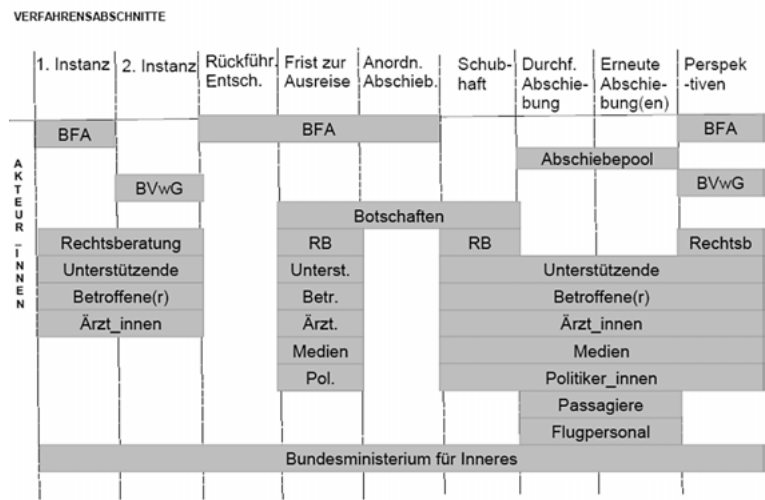 VERFAHRENSABSCHNITTE
1. Instanz
2. Instanz
Rückführ.
Entsch.
Frist zur
Ausreise
Anordn.
Abschieb.
Schub-
haft
Durchf.
Abschie-
bung
Erneute
Abschie-
bung(en)
Perspek
-tiven
AKTEUR_INNEN
BFA
BFA
BFA
Abschiebepool
BVwG
BVwG
Botschaften
Rechtsberatung
RB
RB
Rechtsb
Unterstützende
Unterst.
Unterstützende
Betroffene(r)
Betr.
Betroffene(r)
Ärzt_innen
Ärzt.
Ärzt_innen
Medien
Medien
Pol.
Politiker_innen
Passagiere
Flugpersonal
Bundesministerium für Inneres